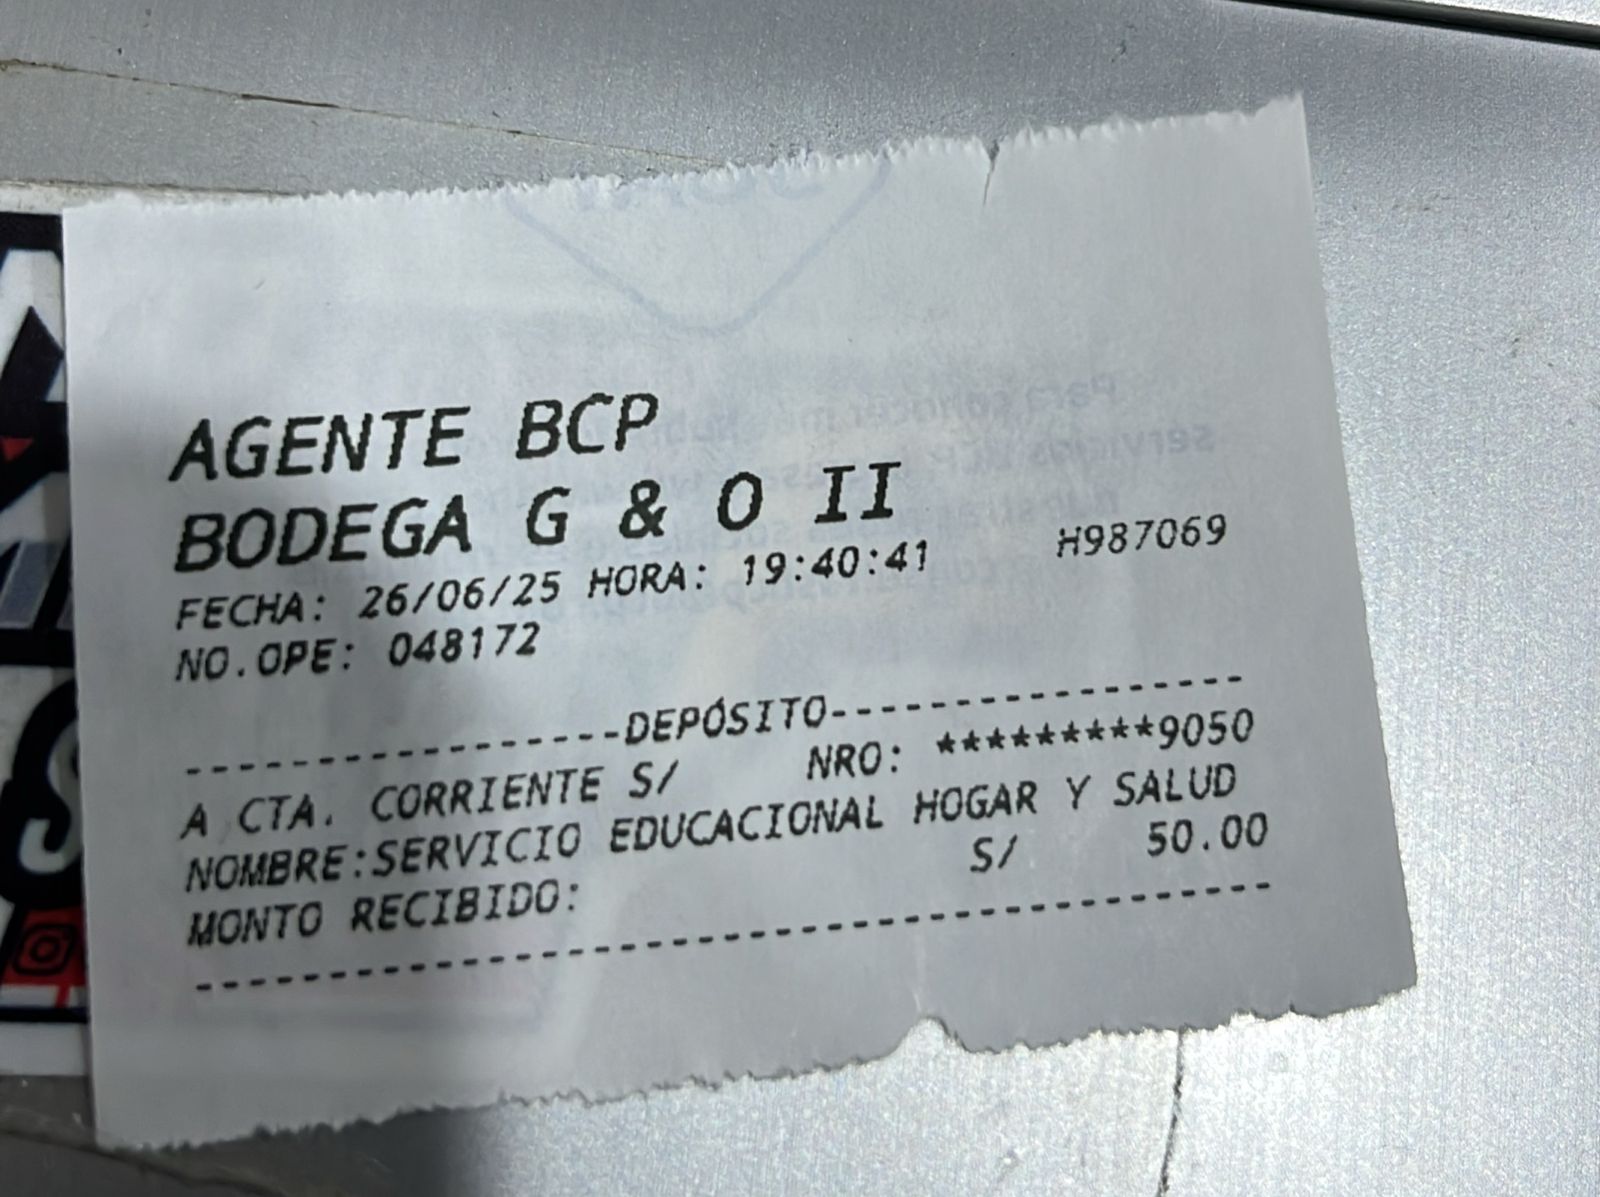 AGENTE BCP
BODEGA G & O II
FECHA: 26/06/25 HORA: 19:40:41 H987069
NO.OPE: 048172
-----------------DEPÓSITO-----------------
A CTA. CORRIENTE S/ NRO: *********9050
NOMBRE:SERVICIO EDUCACIONAL HOGAR Y SALUD
MONTO RECIBIDO: S/ 50.00